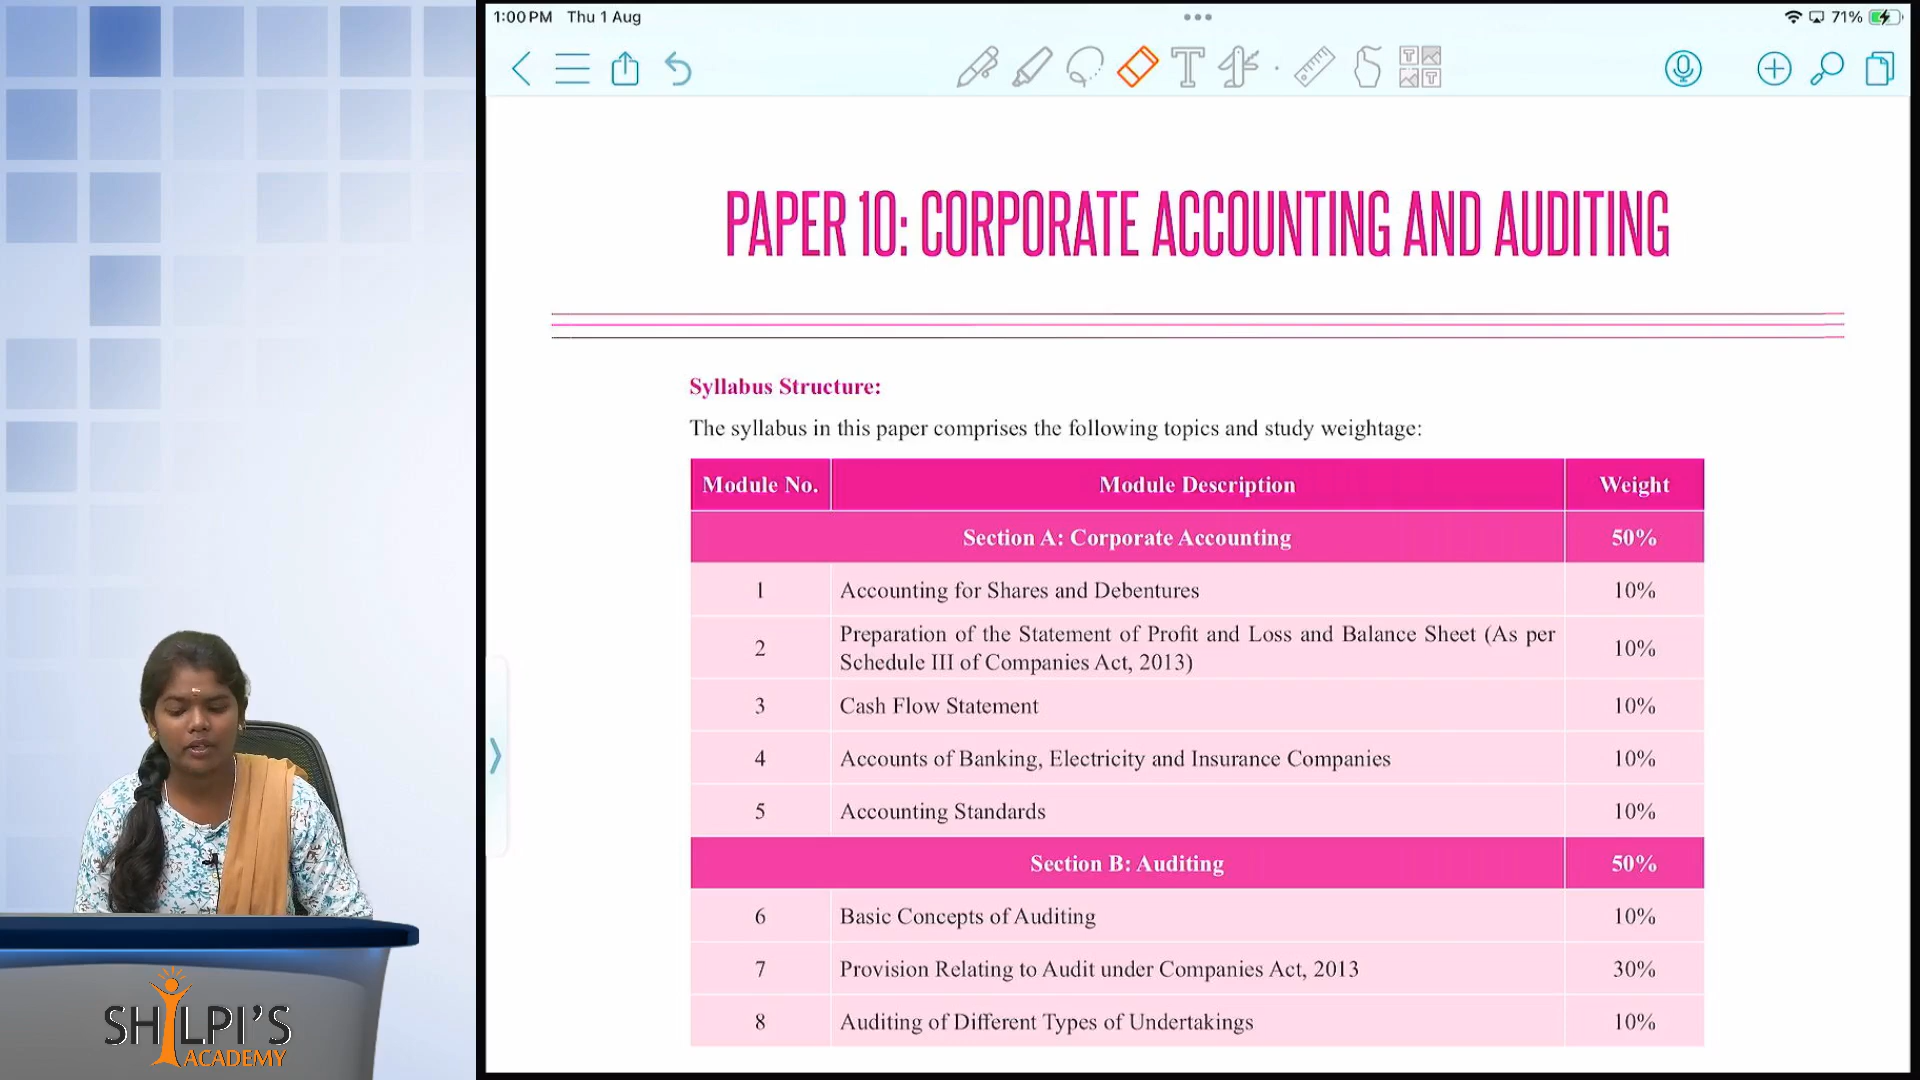 1:00 PM Thu 1 Aug
71%
PAPER 10: CORPORATE ACCOUNTING AND AUDITING
Syllabus Structure:
The syllabus in this paper comprises the following topics and study weightage:
Module No. Module Description Weight
Section A: Corporate Accounting 50%
1 Accounting for Shares and Debentures 10%
2 Preparation of the Statement of Profit and Loss and Balance Sheet (As per
Schedule III of Companies Act, 2013) 10%
3 Cash Flow Statement 10%
4 Accounts of Banking, Electricity and Insurance Companies 10%
5 Accounting Standards 10%
Section B: Auditing 50%
6 Basic Concepts of Auditing 10%
7 Provision Relating to Audit under Companies Act, 2013 30%
8 Auditing of Different Types of Undertakings 10%
SHILPI'S
ACADEMY